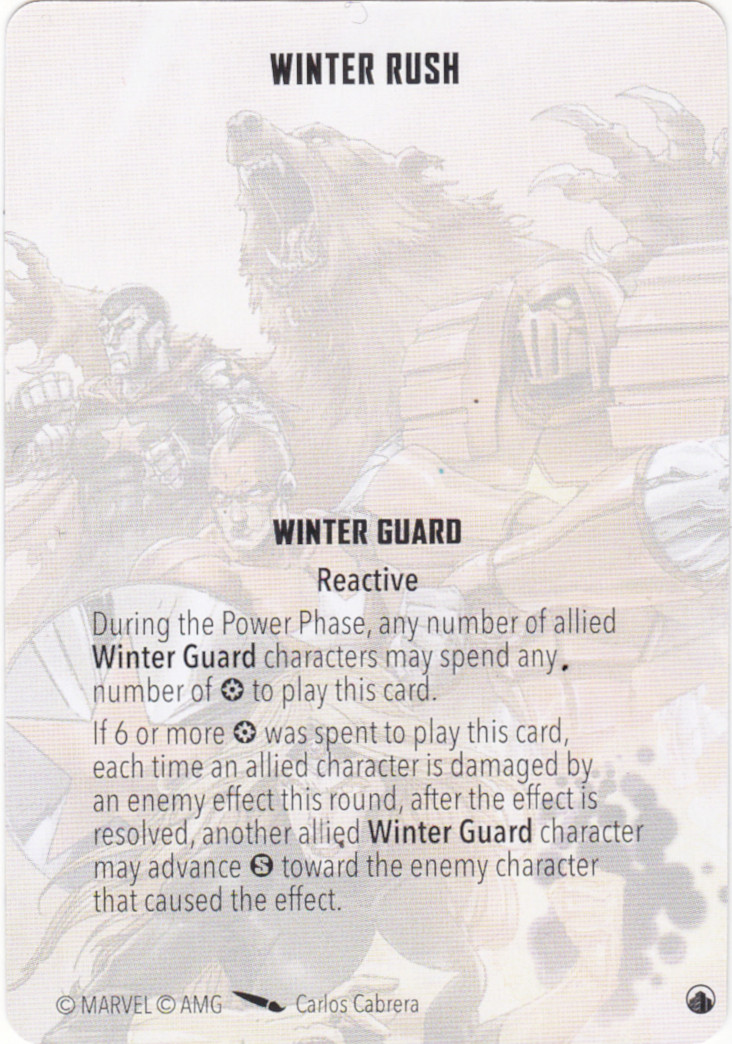 WINTER RUSH
WINTER GUARD
Reactive
During the Power Phase, any number of allied
Winter Guard characters may spend any
number of to play this card.
If 6 or more was spent to play this card,
each time an allied character is damaged by
an enemy effect this round, after the effect is
resolved, another allied Winter Guard character
may advance S toward the enemy character
that caused the effect.
© MARVEL © AMG Carlos Cabrera